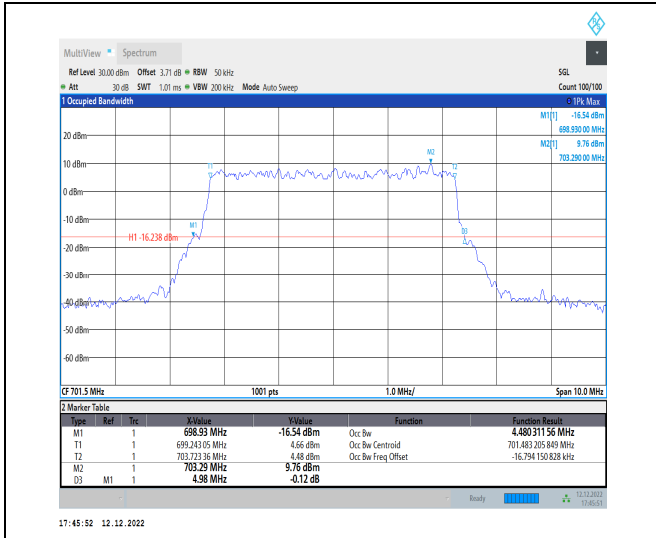 MultiView Spectrum
Ref Level 30.00 dBm Offset 3.71 dB RBW 50 kHz SGL
Att 30 dB SWT 1.01 ms VBW 200 kHz Mode Auto Sweep Count 100/100
1 Occupied Bandwidth 1Pk Max
M1[1] -16.54 dBm
698.930 00 MHz
M2[1] 9.76 dBm
703.290 00 MHz
20 dBm
M2
10 dBm
T1 T2
0 dBm
-10 dBm
M1
D3
H1 -16.238 dBm
-20 dBm
-30 dBm
-40 dBm
-50 dBm
-60 dBm
CF 701.5 MHz 1001 pts 1.0 MHz/ Span 10.0 MHz
2 Marker Table
Type Ref Trc X-Value Y-Value Function Function Result
M1 1 698.93 MHz -16.54 dBm Occ Bw 4.480 311 56 MHz
T1 1 699.243 05 MHz 4.66 dBm Occ Bw Centroid 701.483 205 849 MHz
T2 1 703.723 36 MHz 4.48 dBm Occ Bw Freq Offset -16.794 150 828 kHz
M2 1 703.29 MHz 9.76 dBm
D3 M1 1 4.98 MHz -0.12 dB
Ready 12.12.2022
17:45:51
17:45:52 12.12.2022